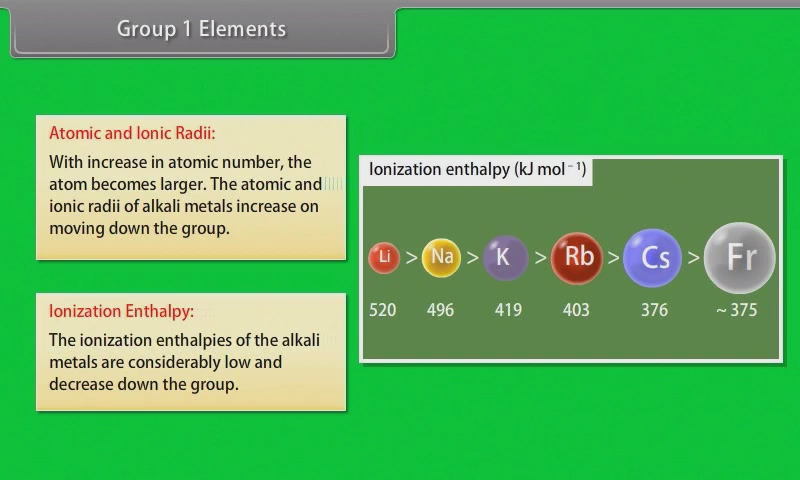 Group 1 Elements
Atomic and Ionic Radii:
With increase in atomic number, the
atom becomes larger. The atomic and
ionic radii of alkali metals increase on
moving down the group.
Ionization Enthalpy:
The ionization enthalpies of the alkali
metals are considerably low and
decrease down the group.
Ionization enthalpy (kJ mol⁻¹)
Li > Na > K > Rb > Cs > Fr
520 496 419 403 376 ~ 375